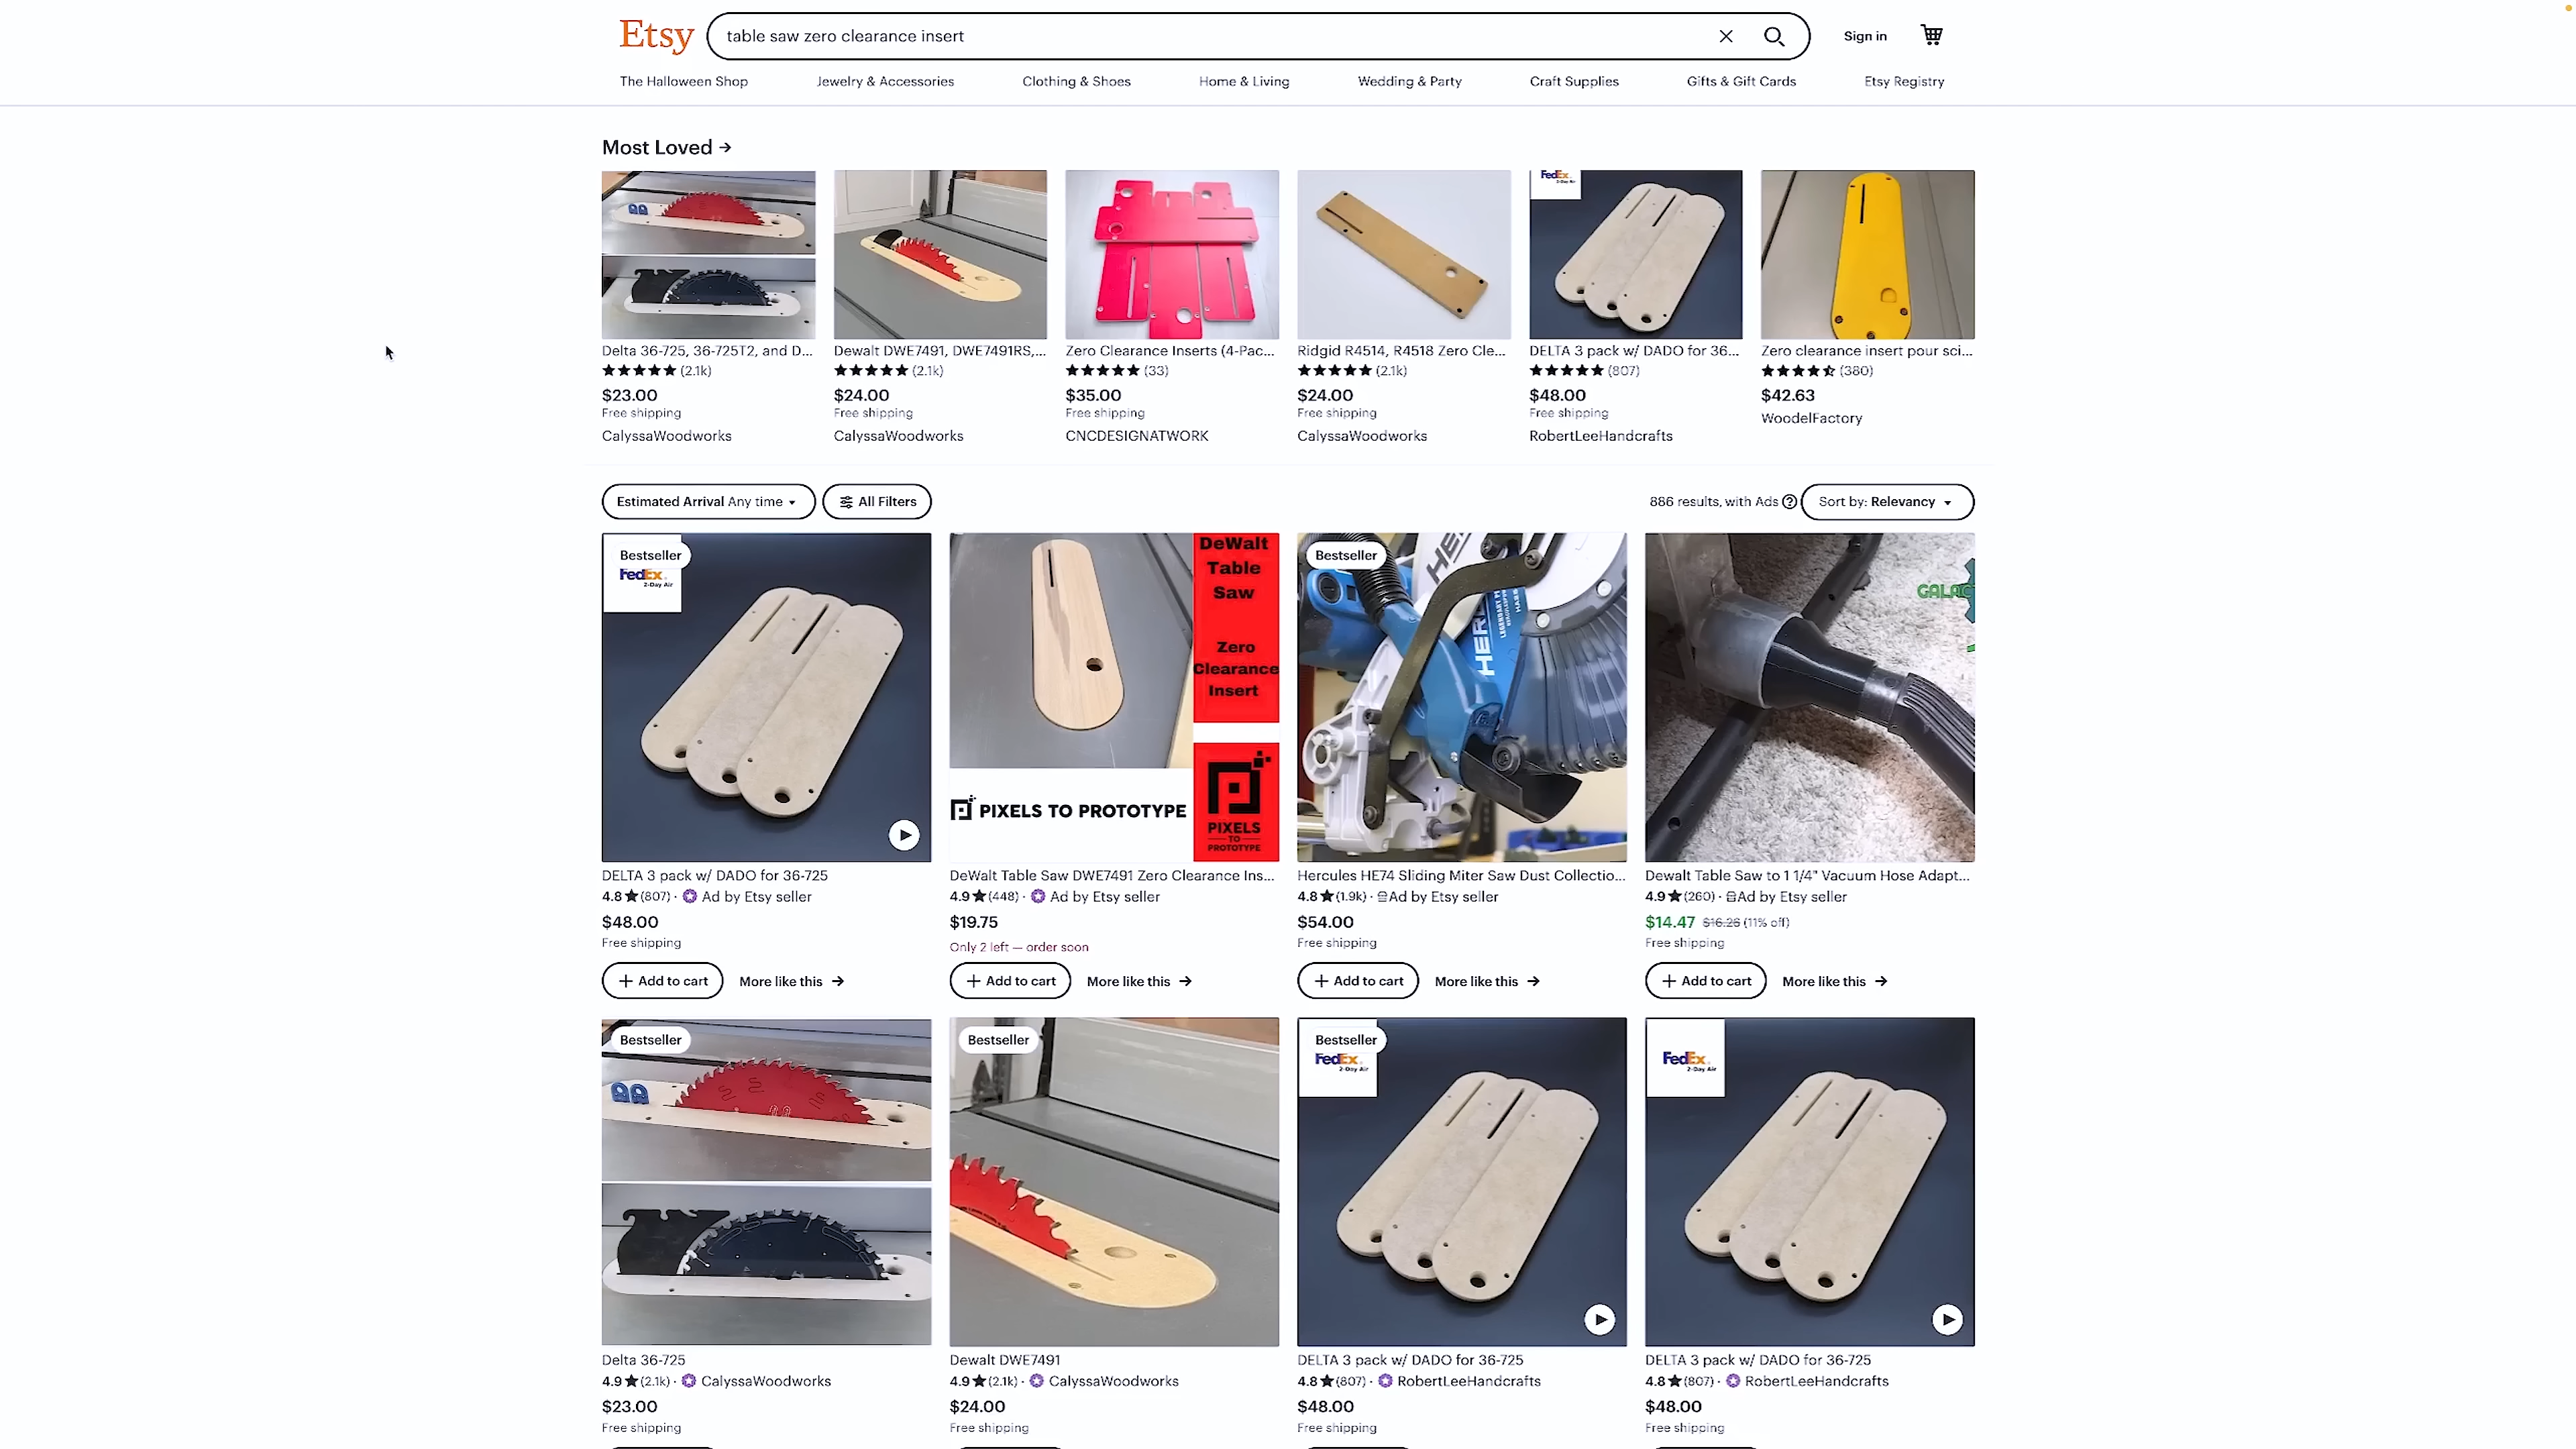 Etsy
table saw zero clearance insert
Sign in
The Halloween Shop
Jewelry & Accessories
Clothing & Shoes
Home & Living
Wedding & Party
Craft Supplies
Gifts & Gift Cards
Etsy Registry
Most Loved →
FedEx
2-Day Air
Delta 36-725, 36-725T2, and D...
(2.1k)
$23.00
Free shipping
CalyssaWoodworks
Dewalt DWE7491, DWE7491RS,...
(2.1k)
$24.00
Free shipping
CalyssaWoodworks
Zero Clearance Inserts (4-Pac...
(33)
$35.00
Free shipping
CNCDESIGNATWORK
Ridgid R4514, R4518 Zero Cle...
(2.1k)
$24.00
Free shipping
CalyssaWoodworks
DELTA 3 pack w/ DADO for 36...
(807)
$48.00
Free shipping
RobertLeeHandcrafts
Zero clearance insert pour sci...
(380)
$42.63
WoodelFactory
Estimated Arrival Any time
All Filters
886 results, with Ads
Sort by: Relevancy
Bestseller
FedEx
2-Day Air
DELTA 3 pack w/ DADO for 36-725
4.8 ★ (807) · Ad by Etsy seller
$48.00
Free shipping
+ Add to cart
More like this →
DeWalt
Table
Saw
Zero
Clearance
Insert
PIXELS TO PROTOTYPE
PIXELS
TO
PROTOTYPE
DeWalt Table Saw DWE7491 Zero Clearance Ins...
4.9 ★ (448) · Ad by Etsy seller
$19.75
Only 2 left — order soon
+ Add to cart
More like this →
Bestseller
Hercules HE74 Sliding Miter Saw Dust Collectio...
4.8 ★ (1.9k) · Ad by Etsy seller
$54.00
Free shipping
+ Add to cart
More like this →
GALAC
Dewalt Table Saw to 1 1/4" Vacuum Hose Adapt...
4.9 ★ (260) · Ad by Etsy seller
$14.47 $16.26 (11% off)
Free shipping
+ Add to cart
More like this →
Bestseller
Delta 36-725
4.9 ★ (2.1k) · CalyssaWoodworks
$23.00
Free shipping
Bestseller
Dewalt DWE7491
4.9 ★ (2.1k) · CalyssaWoodworks
$24.00
Free shipping
Bestseller
FedEx
2-Day Air
DELTA 3 pack w/ DADO for 36-725
4.8 ★ (807) · RobertLeeHandcrafts
$48.00
Free shipping
FedEx
2-Day Air
DELTA 3 pack w/ DADO for 36-725
4.8 ★ (807) · RobertLeeHandcrafts
$48.00
Free shipping